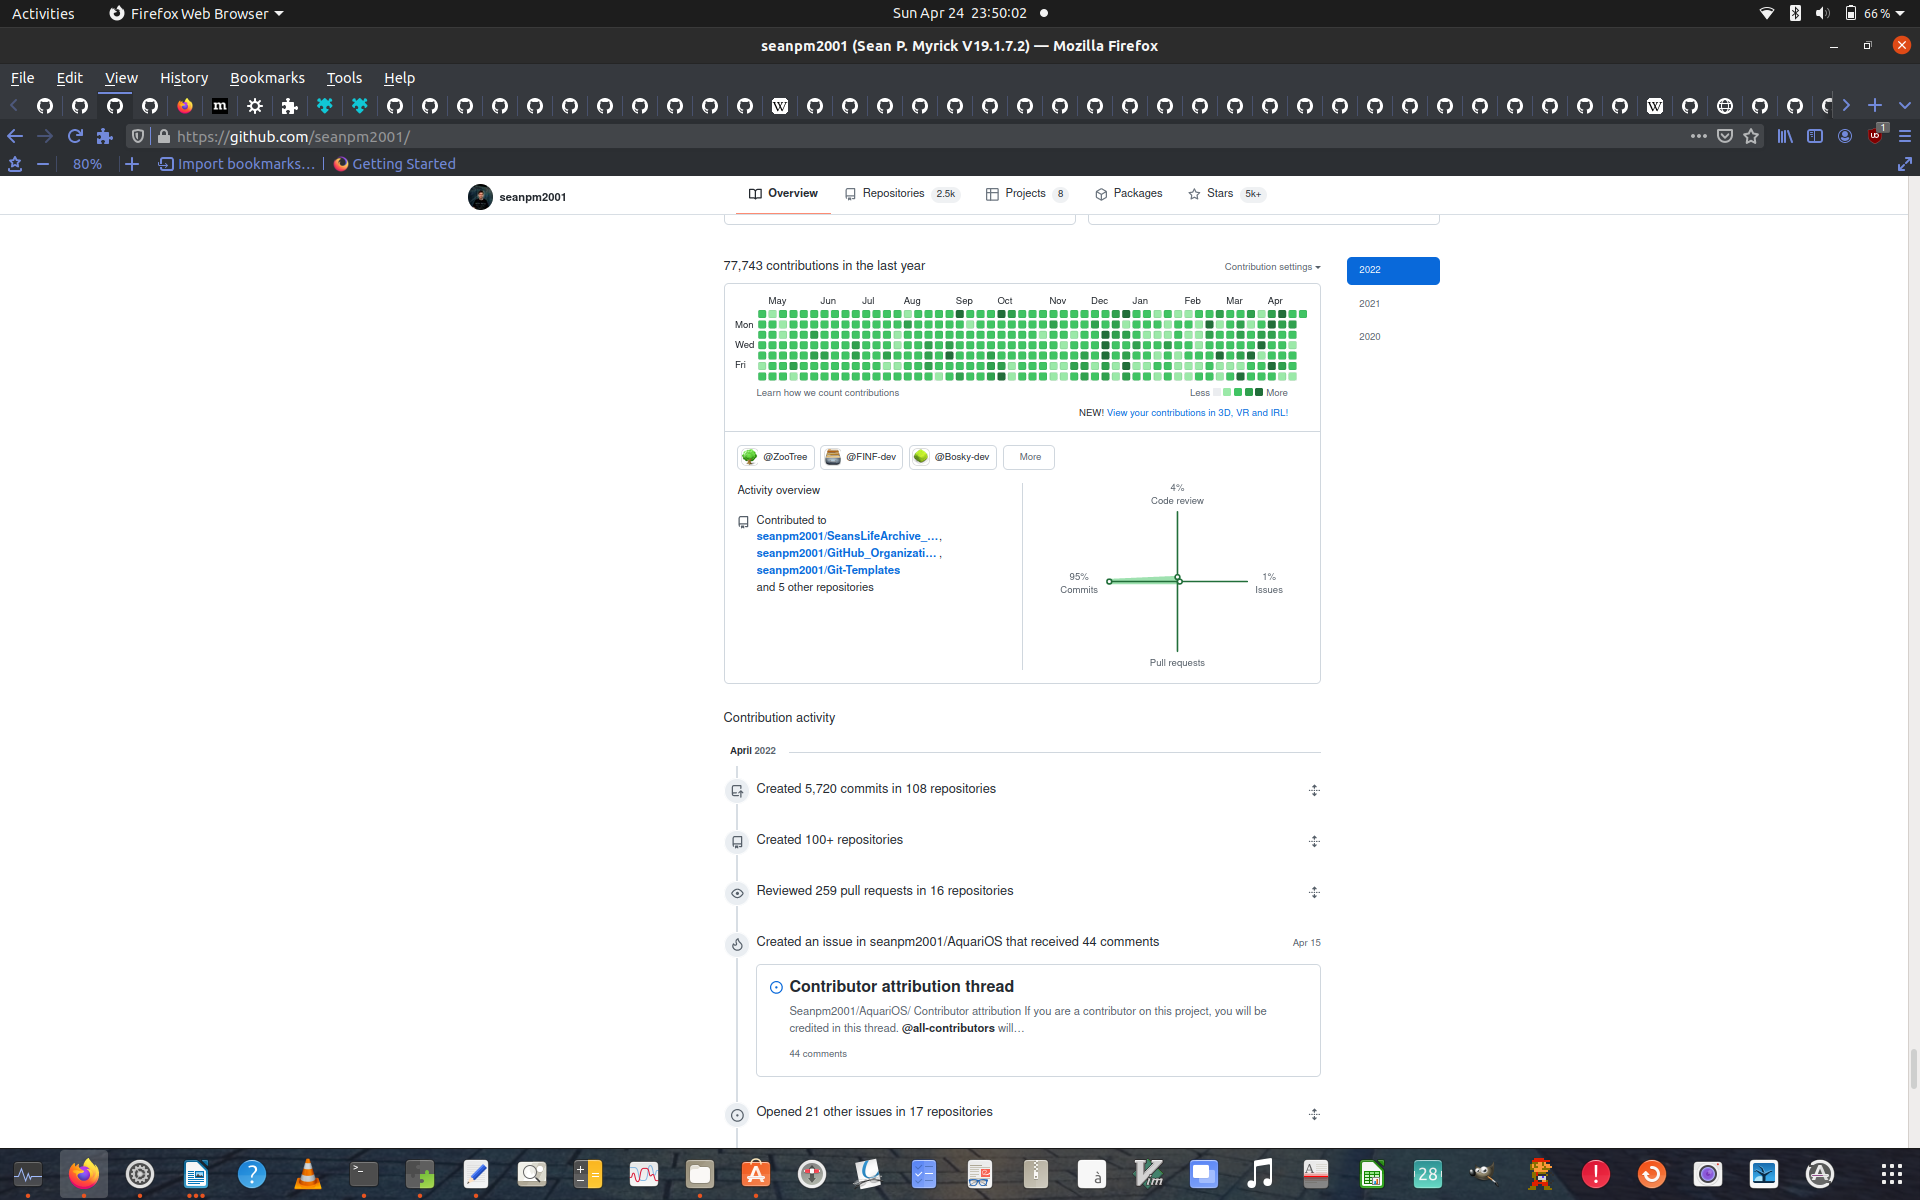 Activities
Firefox Web Browser
Sun Apr 24 23:50:02
66 %
seanpm2001 (Sean P. Myrick V19.1.7.2) — Mozilla Firefox
File Edit View History Bookmarks Tools Help
https://github.com/seanpm2001/
1
80%
Import bookmarks...
Getting Started
seanpm2001
Overview
Repositories 2.5k
Projects 8
Packages
Stars 5k+
77,743 contributions in the last year
Contribution settings
2022
2021
2020
May Jun Jul Aug Sep Oct Nov Dec Jan Feb Mar Apr
Mon
Wed
Fri
Learn how we count contributions
Less
More
NEW! View your contributions in 3D, VR and IRL!
@ZooTree
@FINF-dev
@Bosky-dev
More
Activity overview
Contributed to
seanpm2001/SeansLifeArchive_...,
seanpm2001/GitHub_Organizati... ,
seanpm2001/Git-Templates
and 5 other repositories
4%
Code review
95%
Commits
1%
Issues
Pull requests
Contribution activity
April 2022
Created 5,720 commits in 108 repositories
Created 100+ repositories
Reviewed 259 pull requests in 16 repositories
Created an issue in seanpm2001/AquariOS that received 44 comments
Apr 15
Contributor attribution thread
Seanpm2001/AquariOS/ Contributor attribution If you are a contributor on this project, you will be
credited in this thread. @all-contributors will...
44 comments
Opened 21 other issues in 17 repositories
28